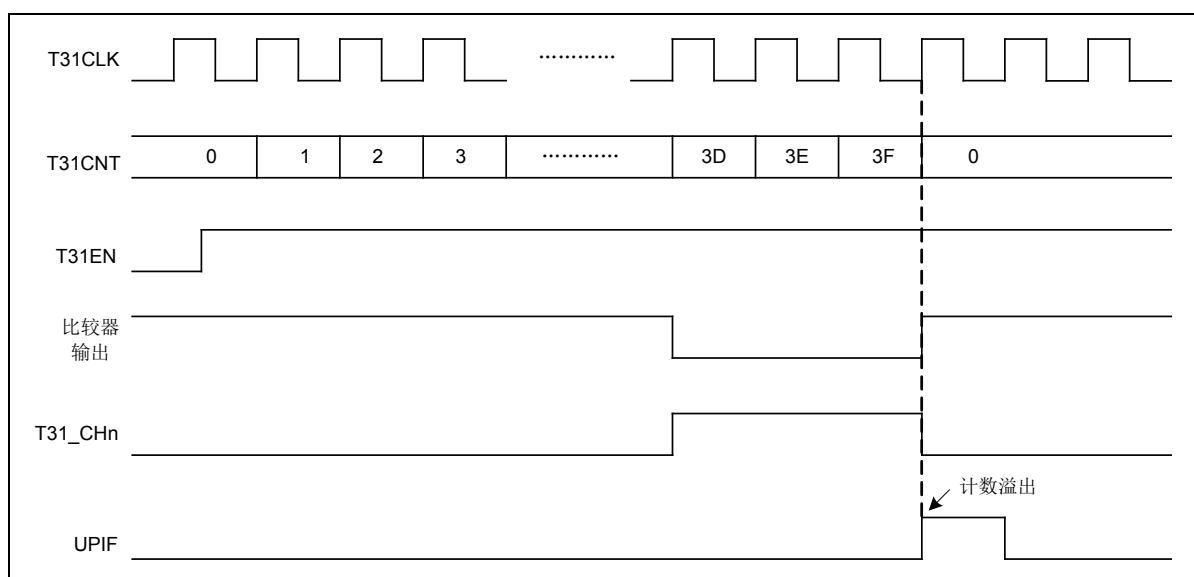 T31CLK
…………
T31CNT
0 1 2 3 ………… 3D 3E 3F 0
T31EN
比较器
输出
T31_CHn
计数溢出
UPIF